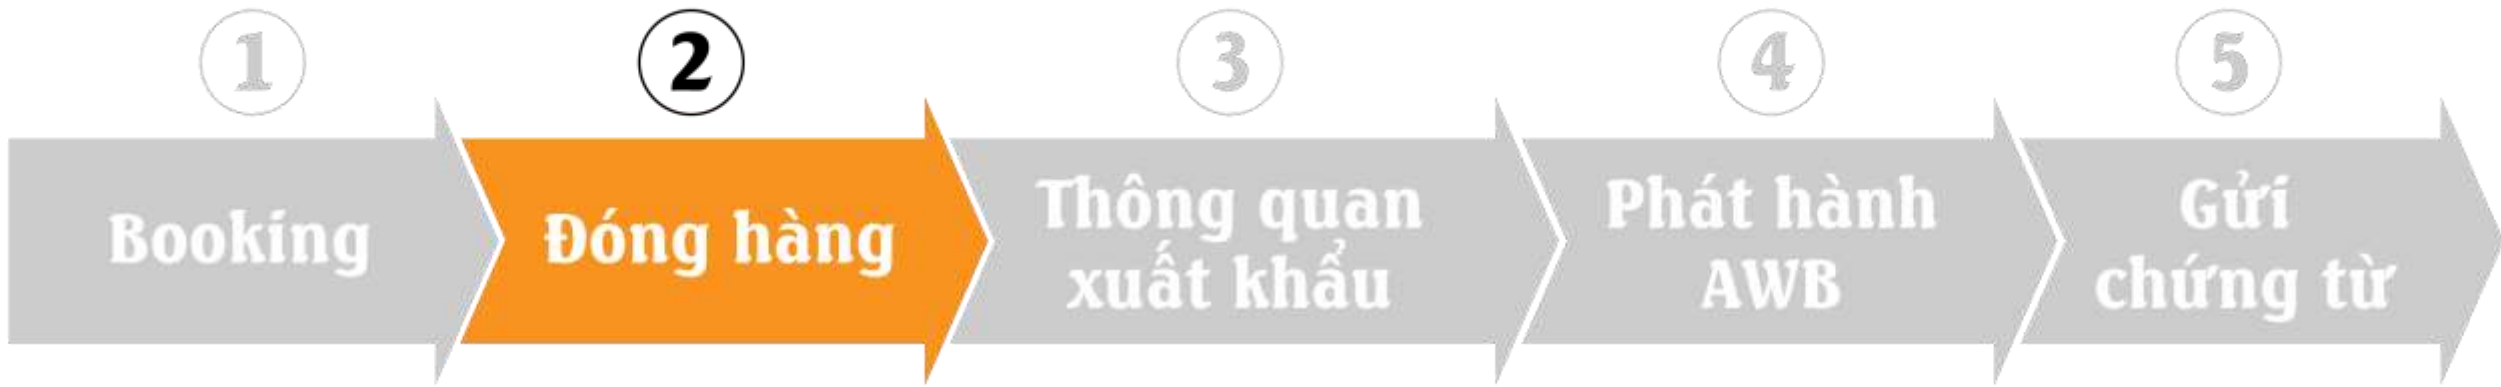 1
2
3
4
5
Booking
Đóng hàng
Thông quan
xuất khẩu
Phát hành
AWB
Gửi
chứng từ